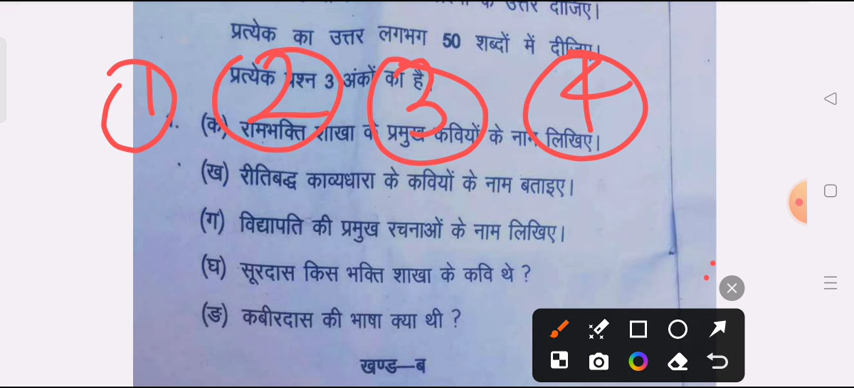 के उत्तर दीजिए।
प्रत्येक का उत्तर लगभग 50 शब्दों में दीजिए।
प्रत्येक प्रश्न 3 अंकों का है।
① ② ③ ④
1. (क) रामभक्ति शाखा के प्रमुख कवियों के नाम लिखिए।
(ख) रीतिबद्ध काव्यधारा के कवियों के नाम बताइए।
(ग) विद्यापति की प्रमुख रचनाओं के नाम लिखिए।
(घ) सूरदास किस भक्ति शाखा के कवि थे ?
(ङ) कबीरदास की भाषा क्या थी ?
खण्ड—ब